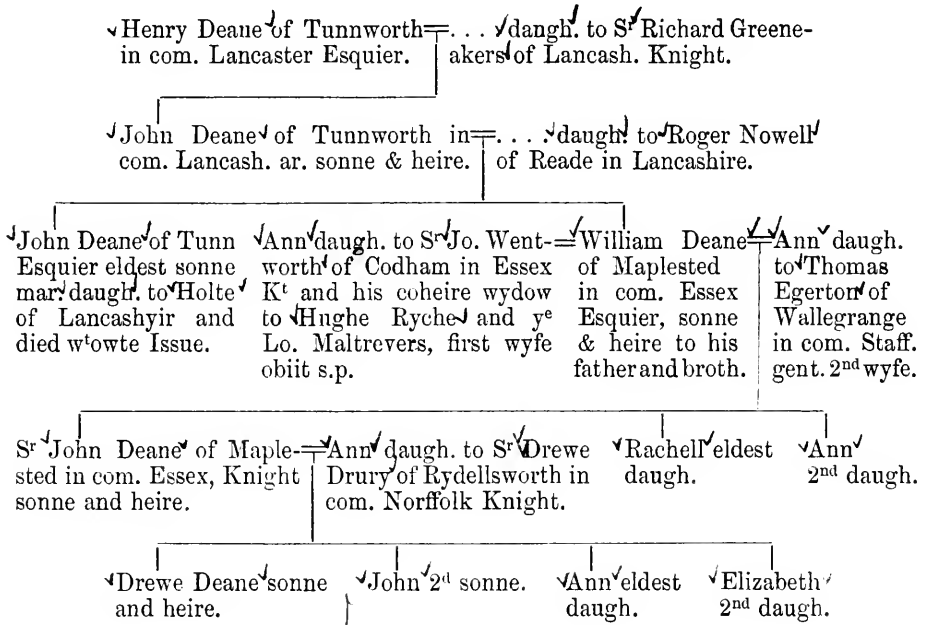 Henry Deane of Tunnworth = . . . daugh. to Sr Richard Greene-
in com. Lancaster Esquier. akers of Lancash. Knight.
John Deane of Tunnworth in = . . . . daugh. to Roger Nowell
com. Lancash. ar. sonne & heire. of Reade in Lancashire.
John Deane of Tunn
Esquier eldest sonne
mar. daugh. to Holte
of Lancashyir and
died wtowte Issue.
Ann daugh. to Sr Jo. Went-
worth of Codham in Essex
Kt and his coheire wydow
to Hughe Ryche and ye
Lo. Maltrevers, first wyfe
obiit s.p.
= William Deane
of Maplested
in com. Essex
Esquier, sonne
& heire to his
father and broth.
= Ann daugh.
to Thomas
Egerton of
Wallegrange
in com. Staff.
gent. 2nd wyfe.
Sr John Deane of Maple-
sted in com. Essex, Knight
sonne and heire.
= Ann daugh. to Sr Drewe
Drury of Rydellsworth in
com. Norffolk Knight.
Rachell eldest
daugh.
Ann
2nd daugh.
Drewe Deane sonne
and heire.
John 2d sonne.
Ann eldest
daugh.
Elizabeth
2nd daugh.